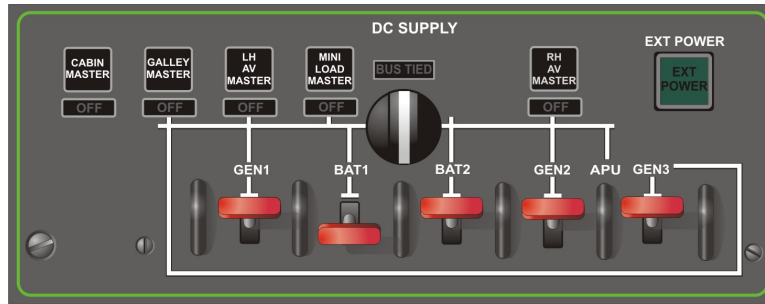 DC SUPPLY
EXT POWER
CABIN
MASTER
OFF
GALLEY
MASTER
OFF
LH
AV
MASTER
OFF
MINI
LOAD
MASTER
OFF
BUS TIED
RH
AV
MASTER
OFF
EXT
POWER
GEN1
BAT1
BAT2
GEN2
APU
GEN3